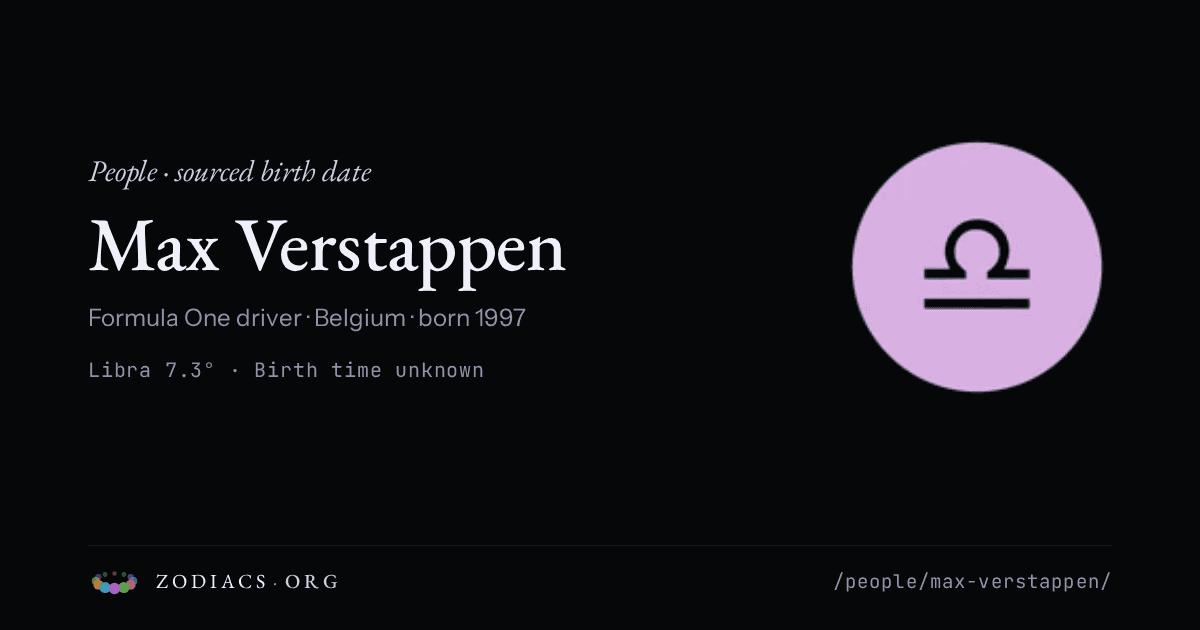 People · sourced birth date
Max Verstappen
Formula One driver · Belgium · born 1997
Libra 7.3° · Birth time unknown
ZODIACS · ORG
/people/max-verstappen/